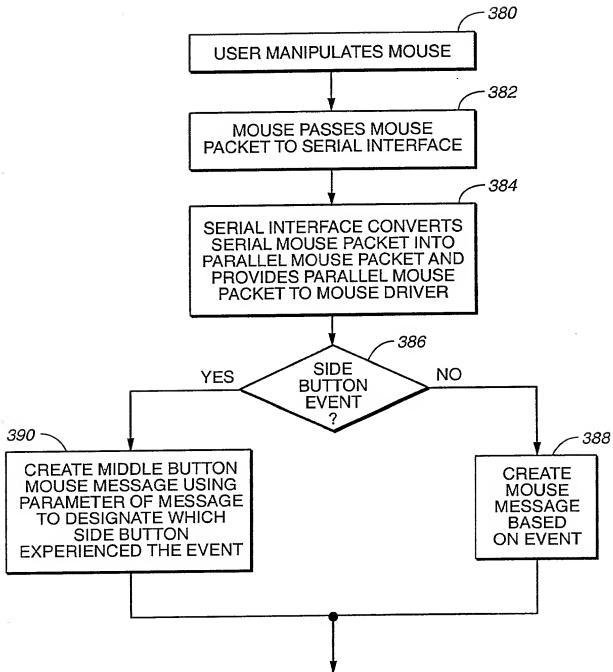 380
USER MANIPULATES MOUSE
382
MOUSE PASSES MOUSE
PACKET TO SERIAL INTERFACE
384
SERIAL INTERFACE CONVERTS
SERIAL MOUSE PACKET INTO
PARALLEL MOUSE PACKET AND
PROVIDES PARALLEL MOUSE
PACKET TO MOUSE DRIVER
386
SIDE
BUTTON
EVENT
?
YES
NO
390
CREATE MIDDLE BUTTON
MOUSE MESSAGE USING
PARAMETER OF MESSAGE
TO DESIGNATE WHICH
SIDE BUTTON
EXPERIENCED THE EVENT
388
CREATE
MOUSE
MESSAGE
BASED
ON EVENT